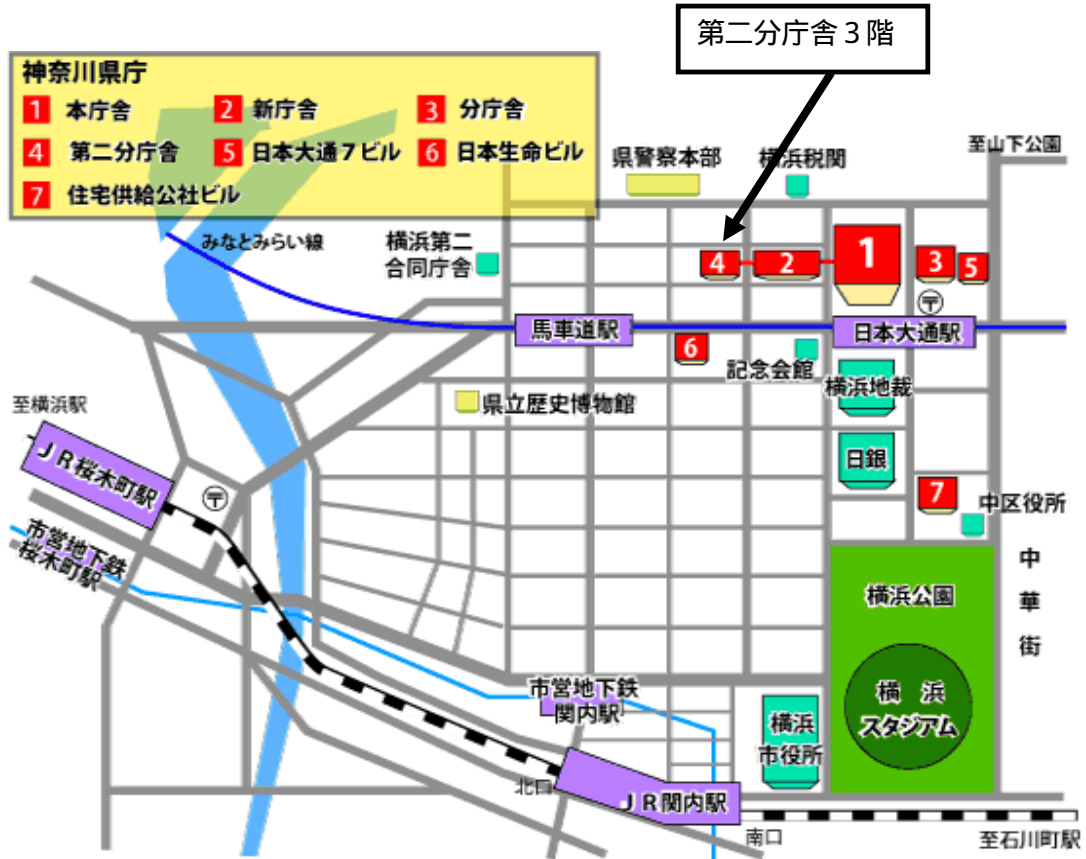 第二分庁舎3階
神奈川県庁
1 本庁舎 2 新庁舎 3 分庁舎
4 第二分庁舎 5 日本大通7ビル 6 日本生命ビル
7 住宅供給公社ビル
至山下公園
県警察本部
横浜税関
みなとみらい線
横浜第二
合同庁舎
4
2
1
3
5
〒
馬車道駅
日本大通駅
6
記念会館
横浜地裁
県立歴史博物館
至横浜駅
JR桜木町駅
〒
日銀
7
中区役所
市営地下鉄
桜木町駅
横浜公園
中華街
横浜
スタジアム
市営地下鉄
関内駅
横浜
市役所
北口
JR関内駅
南口
至石川町駅